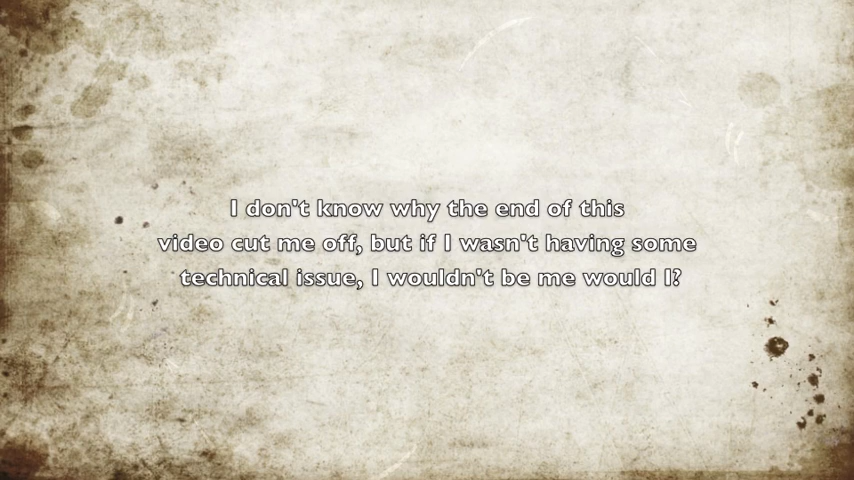 I don't know why the end of this
video cut me off, but if I wasn't having some
technical issue, I wouldn't be me would I?